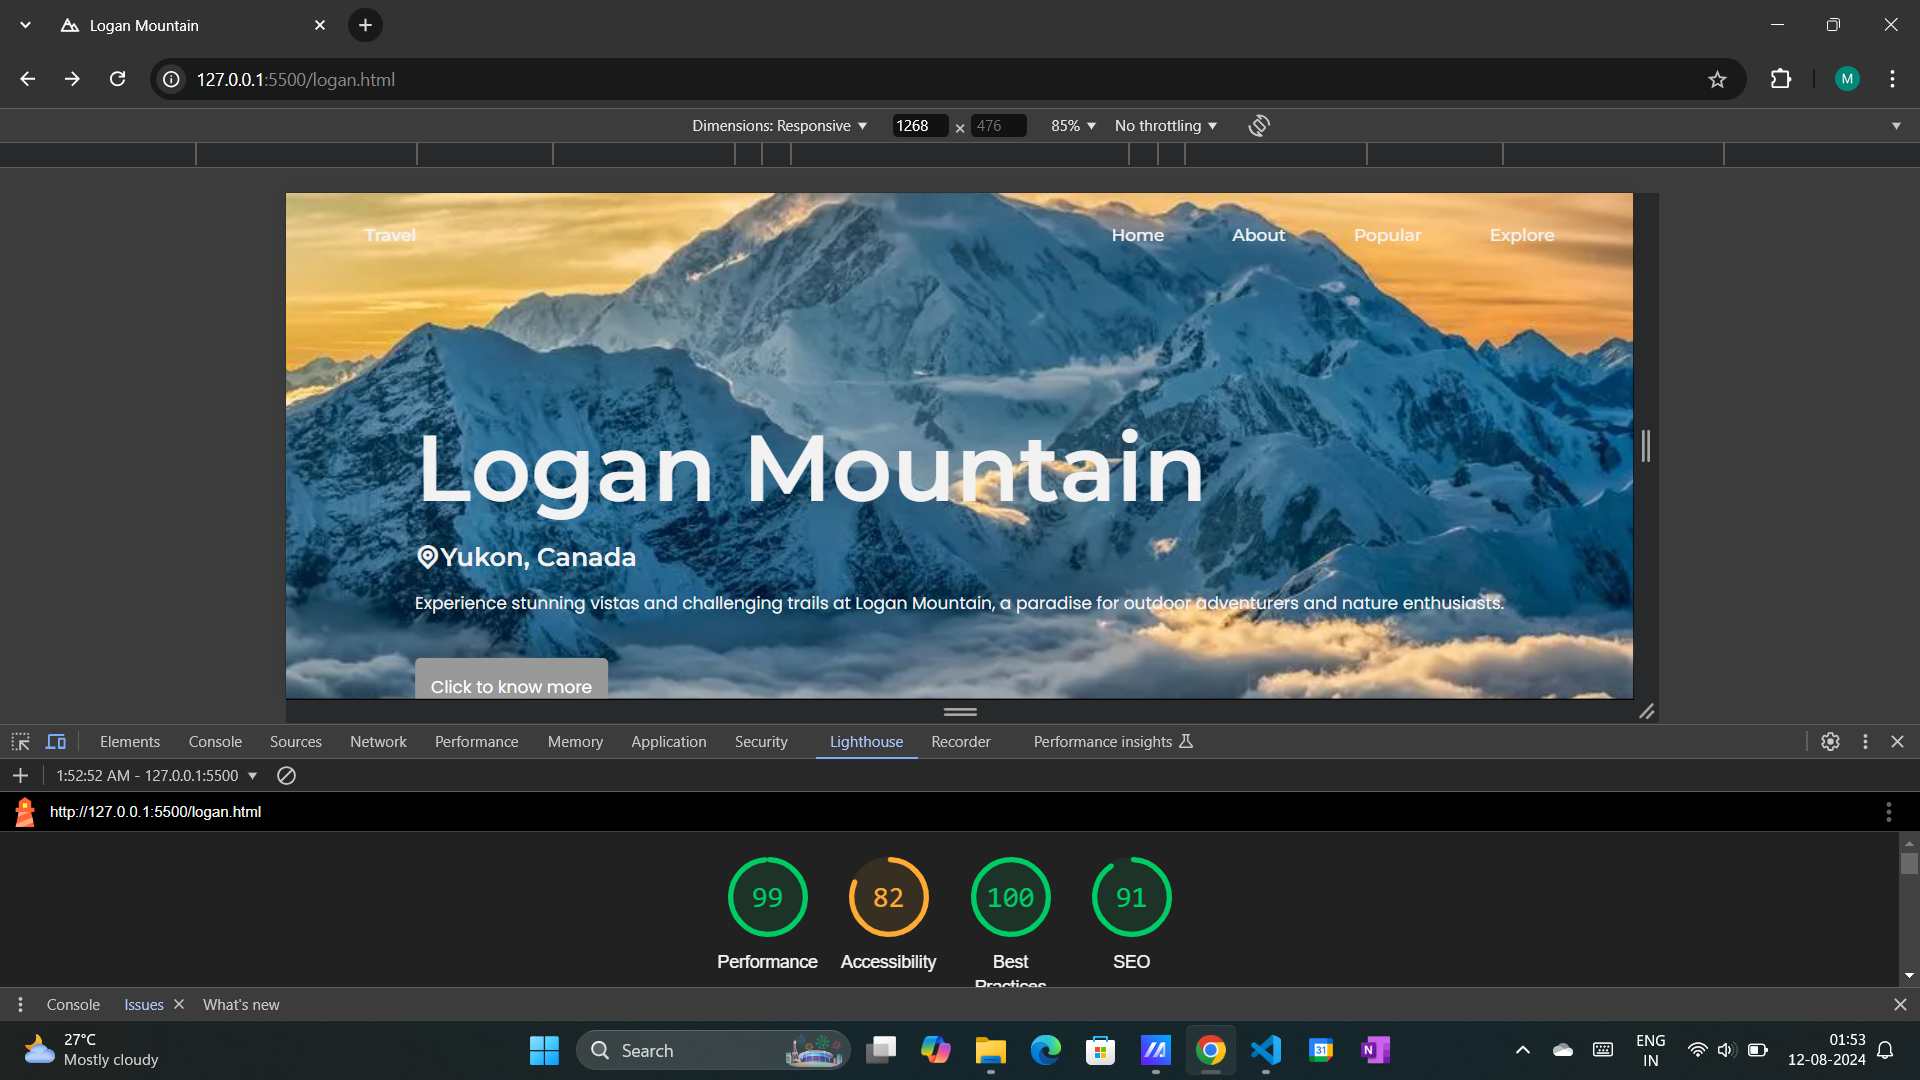 Logan Mountain
127.0.0.1:5500/logan.html
M
Dimensions: Responsive 1268 × 476 85% No throttling
Travel Home About Popular Explore
Logan Mountain
Yukon, Canada
Experience stunning vistas and challenging trails at Logan Mountain, a paradise for outdoor adventurers and nature enthusiasts.
Click to know more
Elements Console Sources Network Performance Memory Application Security Lighthouse Recorder Performance insights
1:52:52 AM - 127.0.0.1:5500
http://127.0.0.1:5500/logan.html
99 82 100 91
Performance Accessibility Best SEO
Practices
Console Issues What's new
27°C
Mostly cloudy
Search
31
N
ENG
IN
01:53
12-08-2024